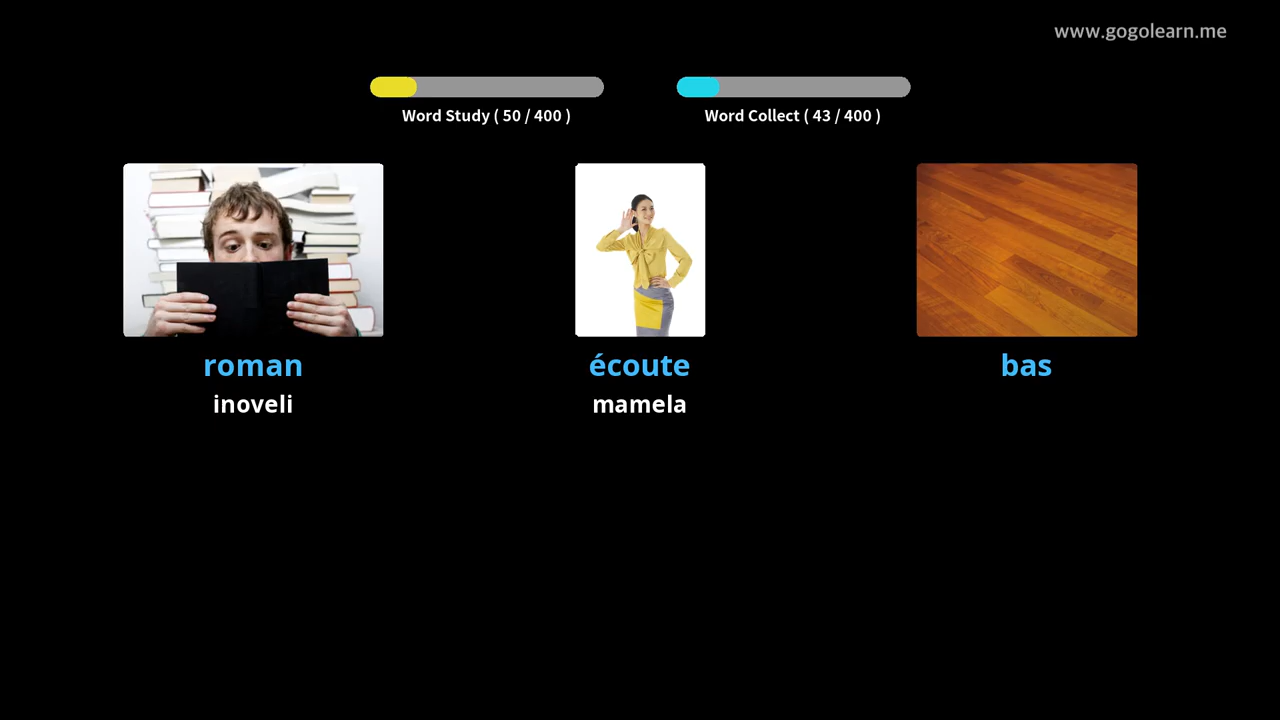 www.gogolearn.me
Word Study ( 50 / 400 )
Word Collect ( 43 / 400 )
roman
écoute
bas
inoveli
mamela